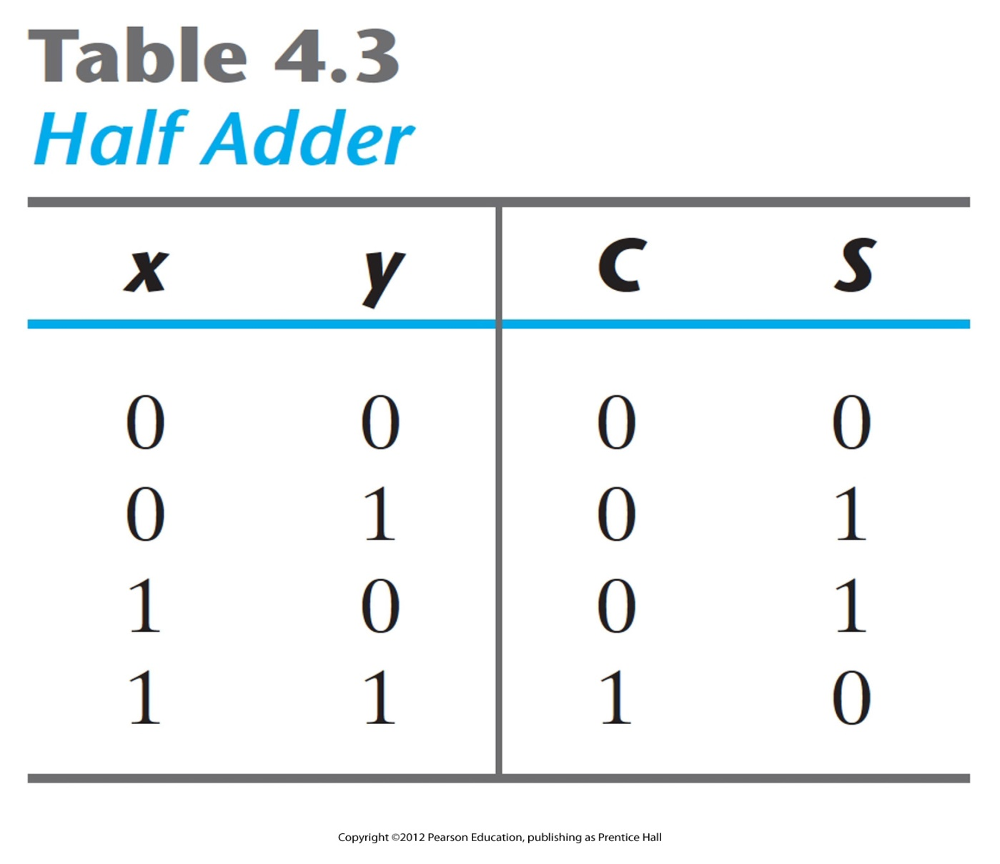 Table 4.3
Half Adder
x y C S
0 0 0 0
0 1 0 1
1 0 0 1
1 1 1 0
Copyright ©2012 Pearson Education, publishing as Prentice Hall